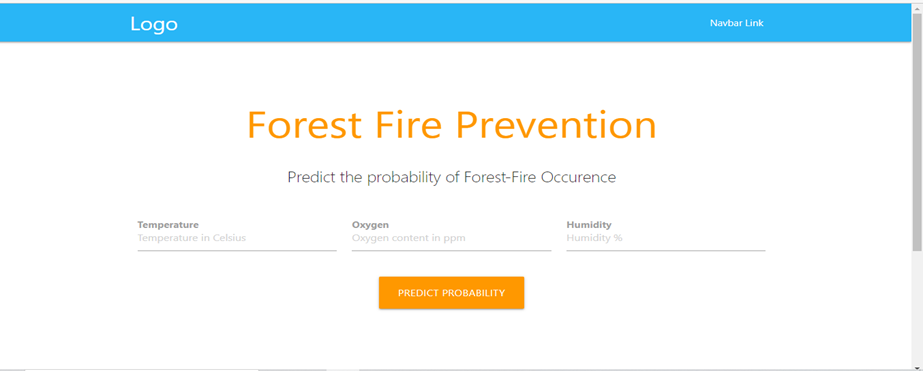 Logo
Navbar Link
Forest Fire Prevention
Predict the probability of Forest-Fire Occurence
Temperature Oxygen Humidity
Temperature in Celsius Oxygen content in ppm Humidity %
PREDICT PROBABILITY